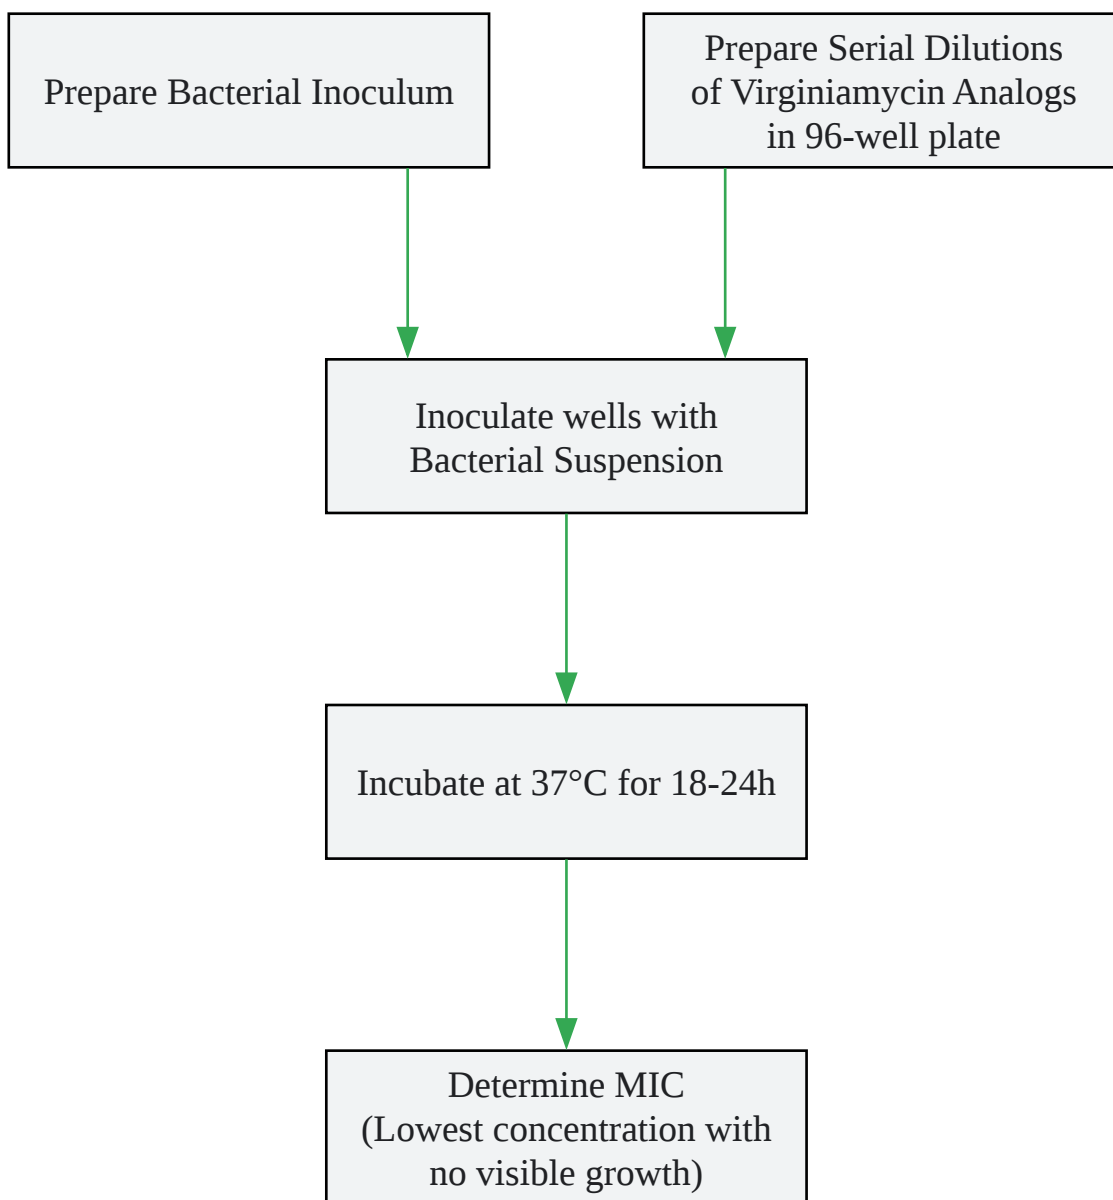 Prepare Bacterial Inoculum
Prepare Serial Dilutions
of Virginiamycin Analogs
in 96-well plate
Inoculate wells with
Bacterial Suspension
Incubate at 37°C for 18-24h
Determine MIC
(Lowest concentration with
no visible growth)